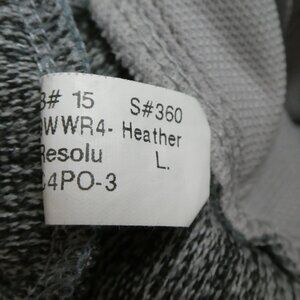 # 15 S#360
WWR4- Heather
Resolu L.
4PO-3